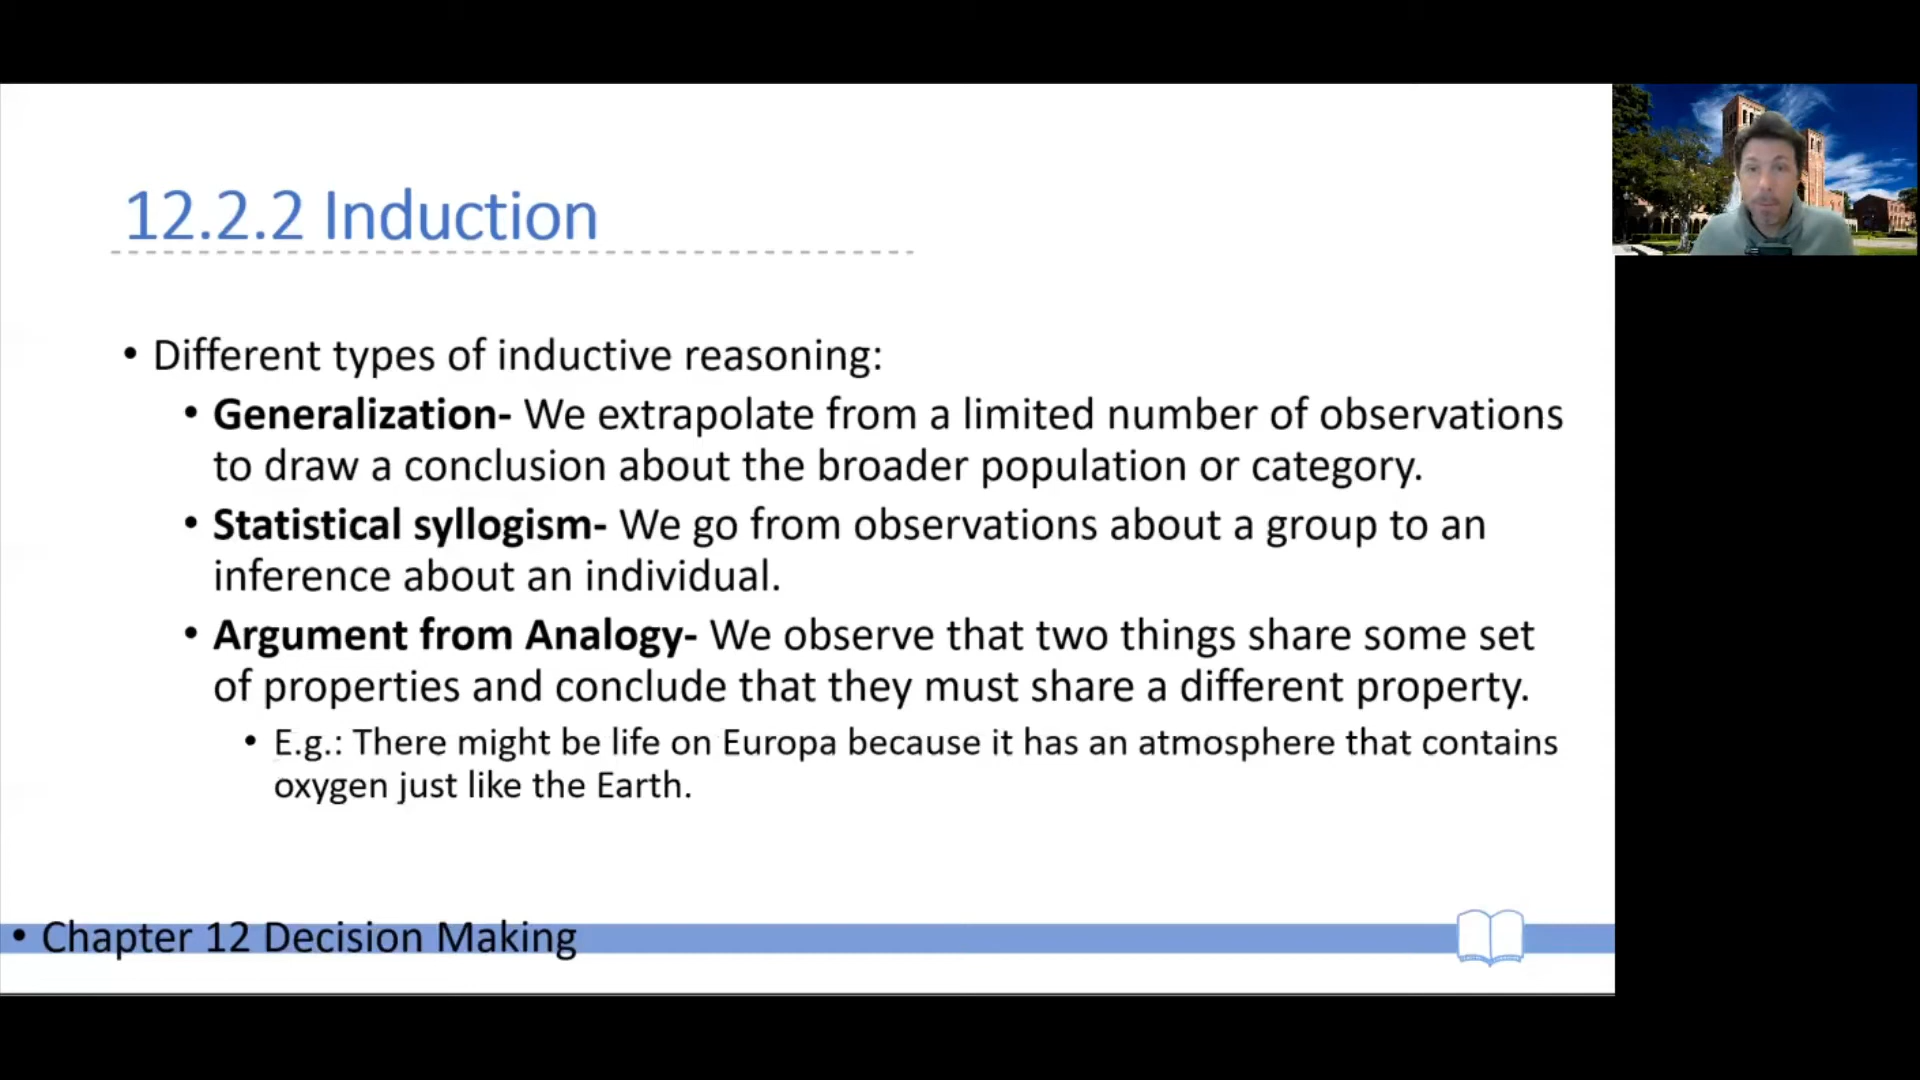 12.2.2 Induction
• Different types of inductive reasoning:
• Generalization- We extrapolate from a limited number of observations
to draw a conclusion about the broader population or category.
• Statistical syllogism- We go from observations about a group to an
inference about an individual.
• Argument from Analogy- We observe that two things share some set
of properties and conclude that they must share a different property.
• E.g.: There might be life on Europa because it has an atmosphere that contains
oxygen just like the Earth.
• Chapter 12 Decision Making